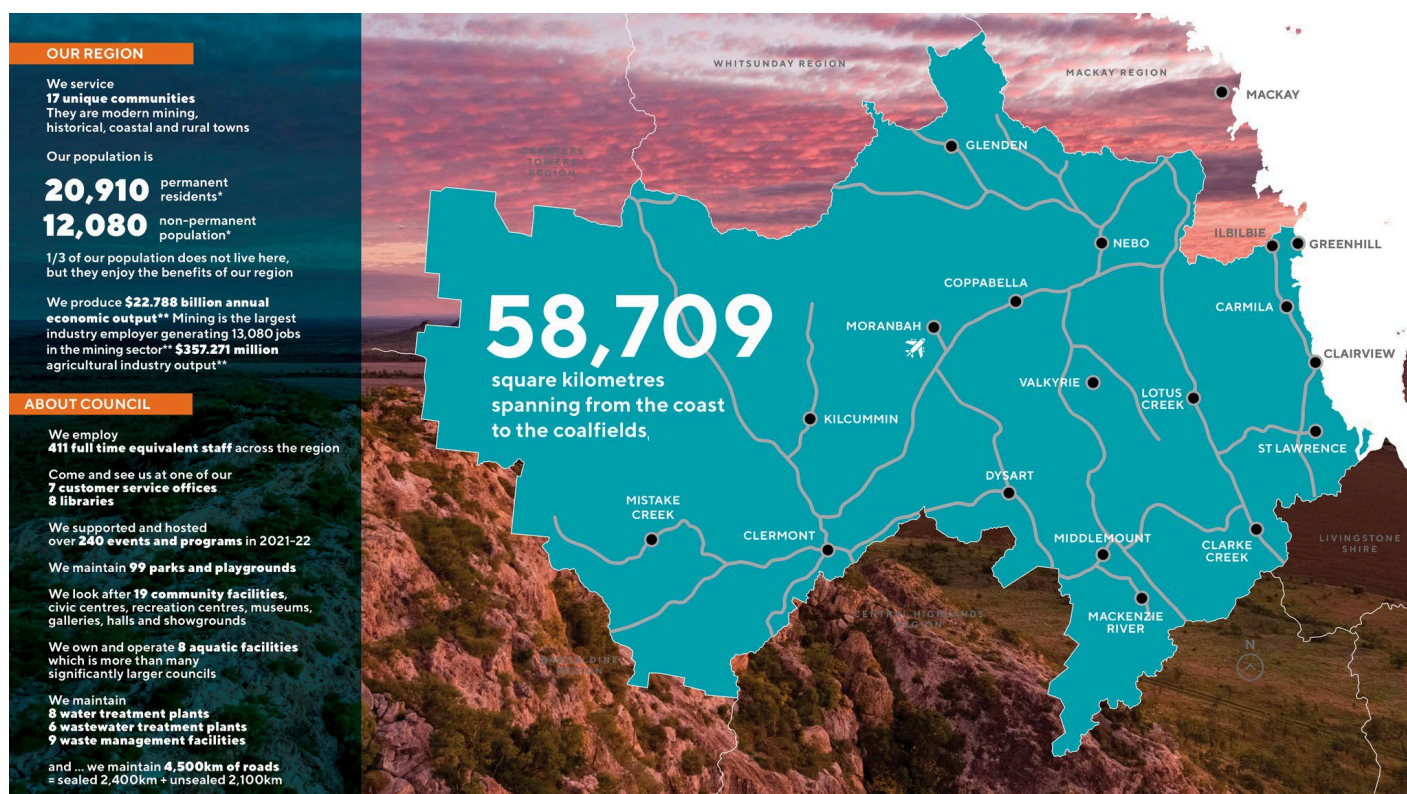 OUR REGION
We service
17 unique communities
They are modern mining,
historical, coastal and rural towns
Our population is
20,910 permanent
residents*
12,080 non-permanent
population*
1/3 of our population does not live here,
but they enjoy the benefits of our region
We produce $22.788 billion annual
economic output** Mining is the largest
industry employer generating 13,080 jobs
in the mining sector** $357.271 million
agricultural industry output**
ABOUT COUNCIL
We employ
411 full time equivalent staff across the region
Come and see us at one of our
7 customer service offices
8 libraries
We supported and hosted
over 240 events and programs in 2021-22
We maintain 99 parks and playgrounds
We look after 19 community facilities,
civic centres, recreation centres, museums,
galleries, halls and showgrounds
We own and operate 8 aquatic facilities
which is more than many
significantly larger councils
We maintain
8 water treatment plants
6 wastewater treatment plants
9 waste management facilities
and ... we maintain 4,500km of roads
= sealed 2,400km + unsealed 2,100km
WHITSUNDAY REGION
MACKAY REGION
MACKAY
CHARTERS
TOWERS
REGION
GLENDEN
NEBO
ILBILBIE
GREENHILL
COPPABELLA
CARMILA
58,709
square kilometres
spanning from the coast
to the coalfields
MORANBAH
CLAIRVIEW
VALKYRIE
LOTUS
CREEK
KILCUMMIN
ST LAWRENCE
DYSART
MISTAKE
CREEK
CLERMONT
MIDDLEMOUNT
CLARKE
CREEK
LIVINGSTONE
SHIRE
MACKENZIE
RIVER
CENTRAL HIGHLANDS
REGION
N